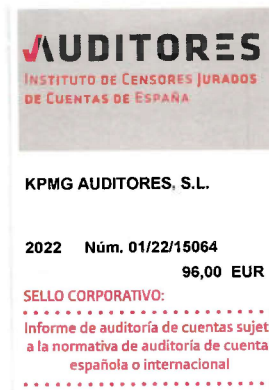 AUDITORES
INSTITUTO DE CENSORES JURADOS
DE CUENTAS DE ESPAÑA
KPMG AUDITORES, S.L.
2022 Núm. 01/22/15064
96,00 EUR
SELLO CORPORATIVO:
Informe de auditoría de cuentas sujet
a la normativa de auditoría de cuenta
española o internacional